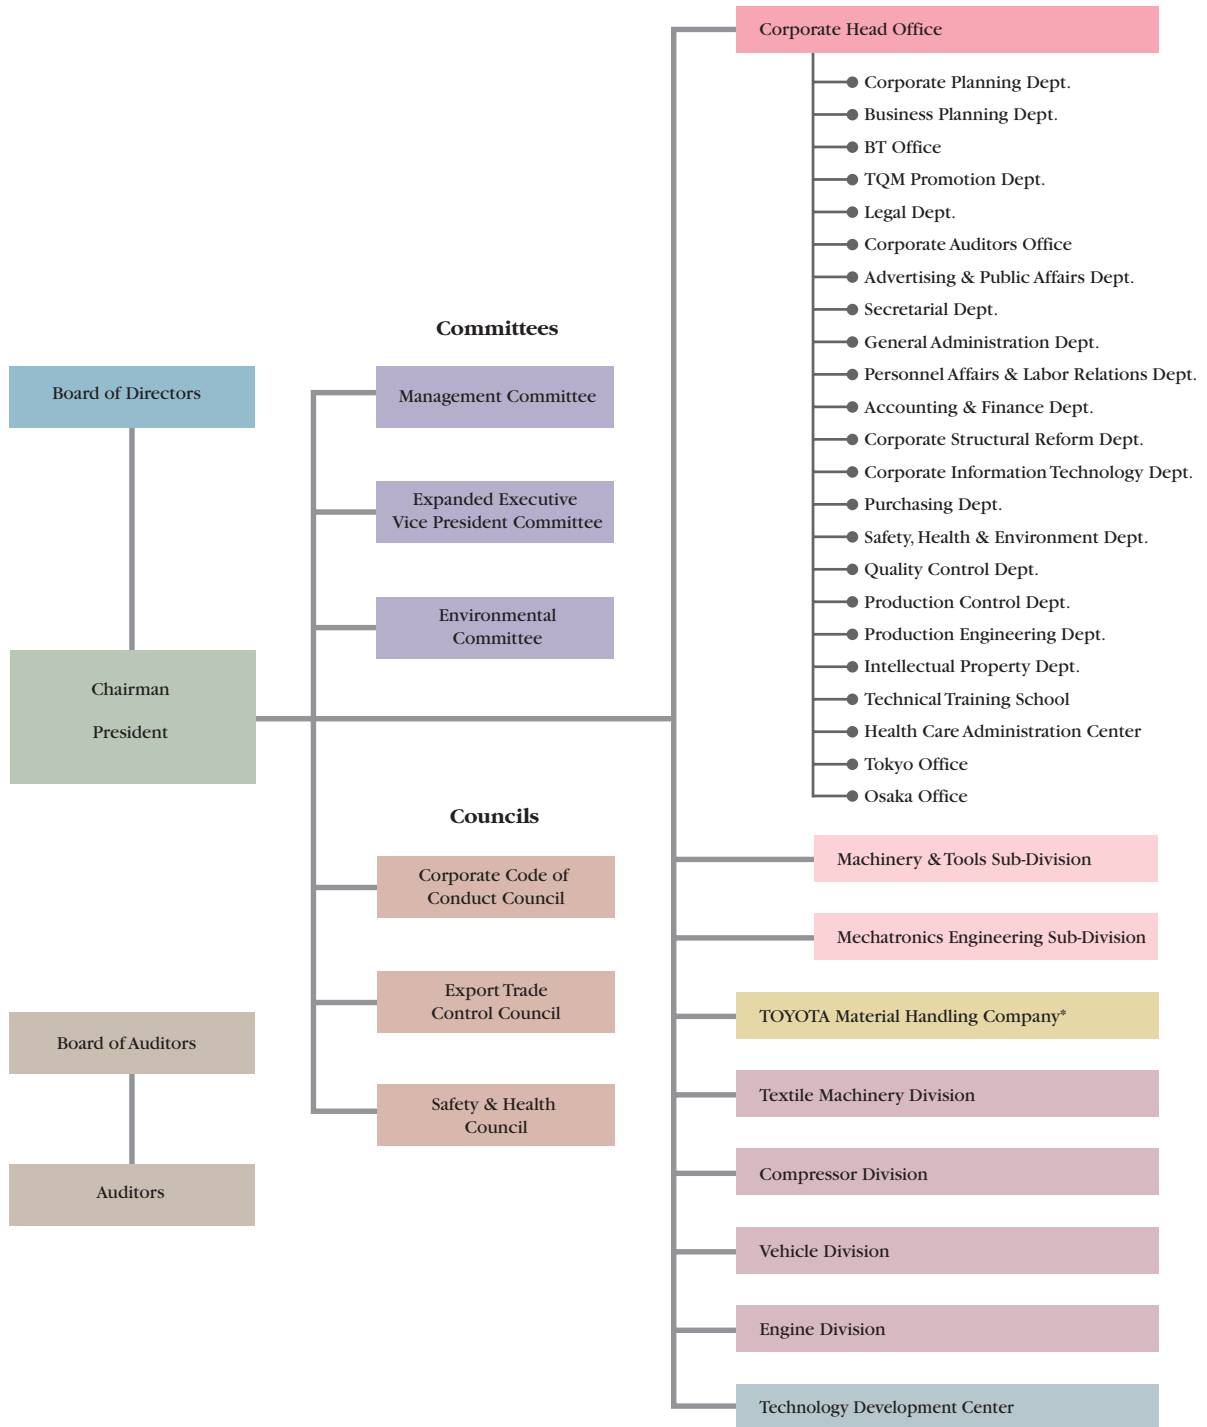 Board of Directors
Chairman
President
Board of Auditors
Auditors
Committees
Management Committee
Expanded Executive
Vice President Committee
Environmental
Committee
Councils
Corporate Code of
Conduct Council
Export Trade
Control Council
Safety & Health
Council
Corporate Head Office
Corporate Planning Dept.
Business Planning Dept.
BT Office
TQM Promotion Dept.
Legal Dept.
Corporate Auditors Office
Advertising & Public Affairs Dept.
Secretarial Dept.
General Administration Dept.
Personnel Affairs & Labor Relations Dept.
Accounting & Finance Dept.
Corporate Structural Reform Dept.
Corporate Information Technology Dept.
Purchasing Dept.
Safety, Health & Environment Dept.
Quality Control Dept.
Production Control Dept.
Production Engineering Dept.
Intellectual Property Dept.
Technical Training School
Health Care Administration Center
Tokyo Office
Osaka Office
Machinery & Tools Sub-Division
Mechatronics Engineering Sub-Division
TOYOTA Material Handling Company*
Textile Machinery Division
Compressor Division
Vehicle Division
Engine Division
Technology Development Center